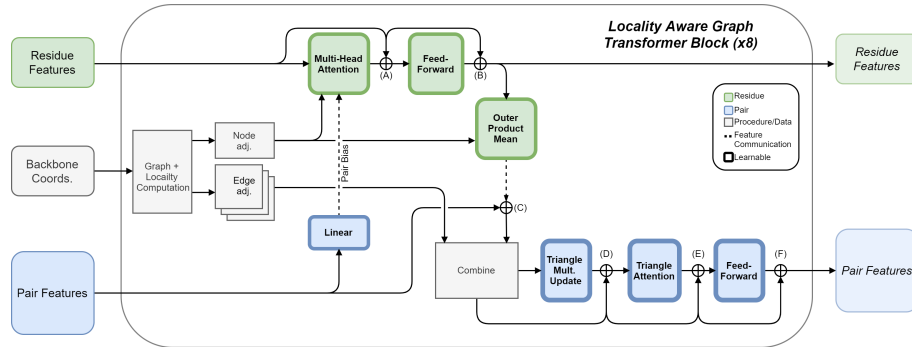 Locality Aware Graph
Transformer Block (x8)
Residue
Features
Multi-Head
Attention
(A)
Feed-
Forward
(B)
Residue
Features
Residue
Pair
Procedure/Data
Feature
Communication
Learnable
Outer
Product
Mean
Backbone
Coords.
Graph +
Locailty
Computation
Node
adj.
Edge
adj.
Pair Bias
(C)
Linear
Pair Features
Combine
Triangle
Mult.
Update
(D)
Triangle
Attention
(E)
Feed-
Forward
(F)
Pair Features